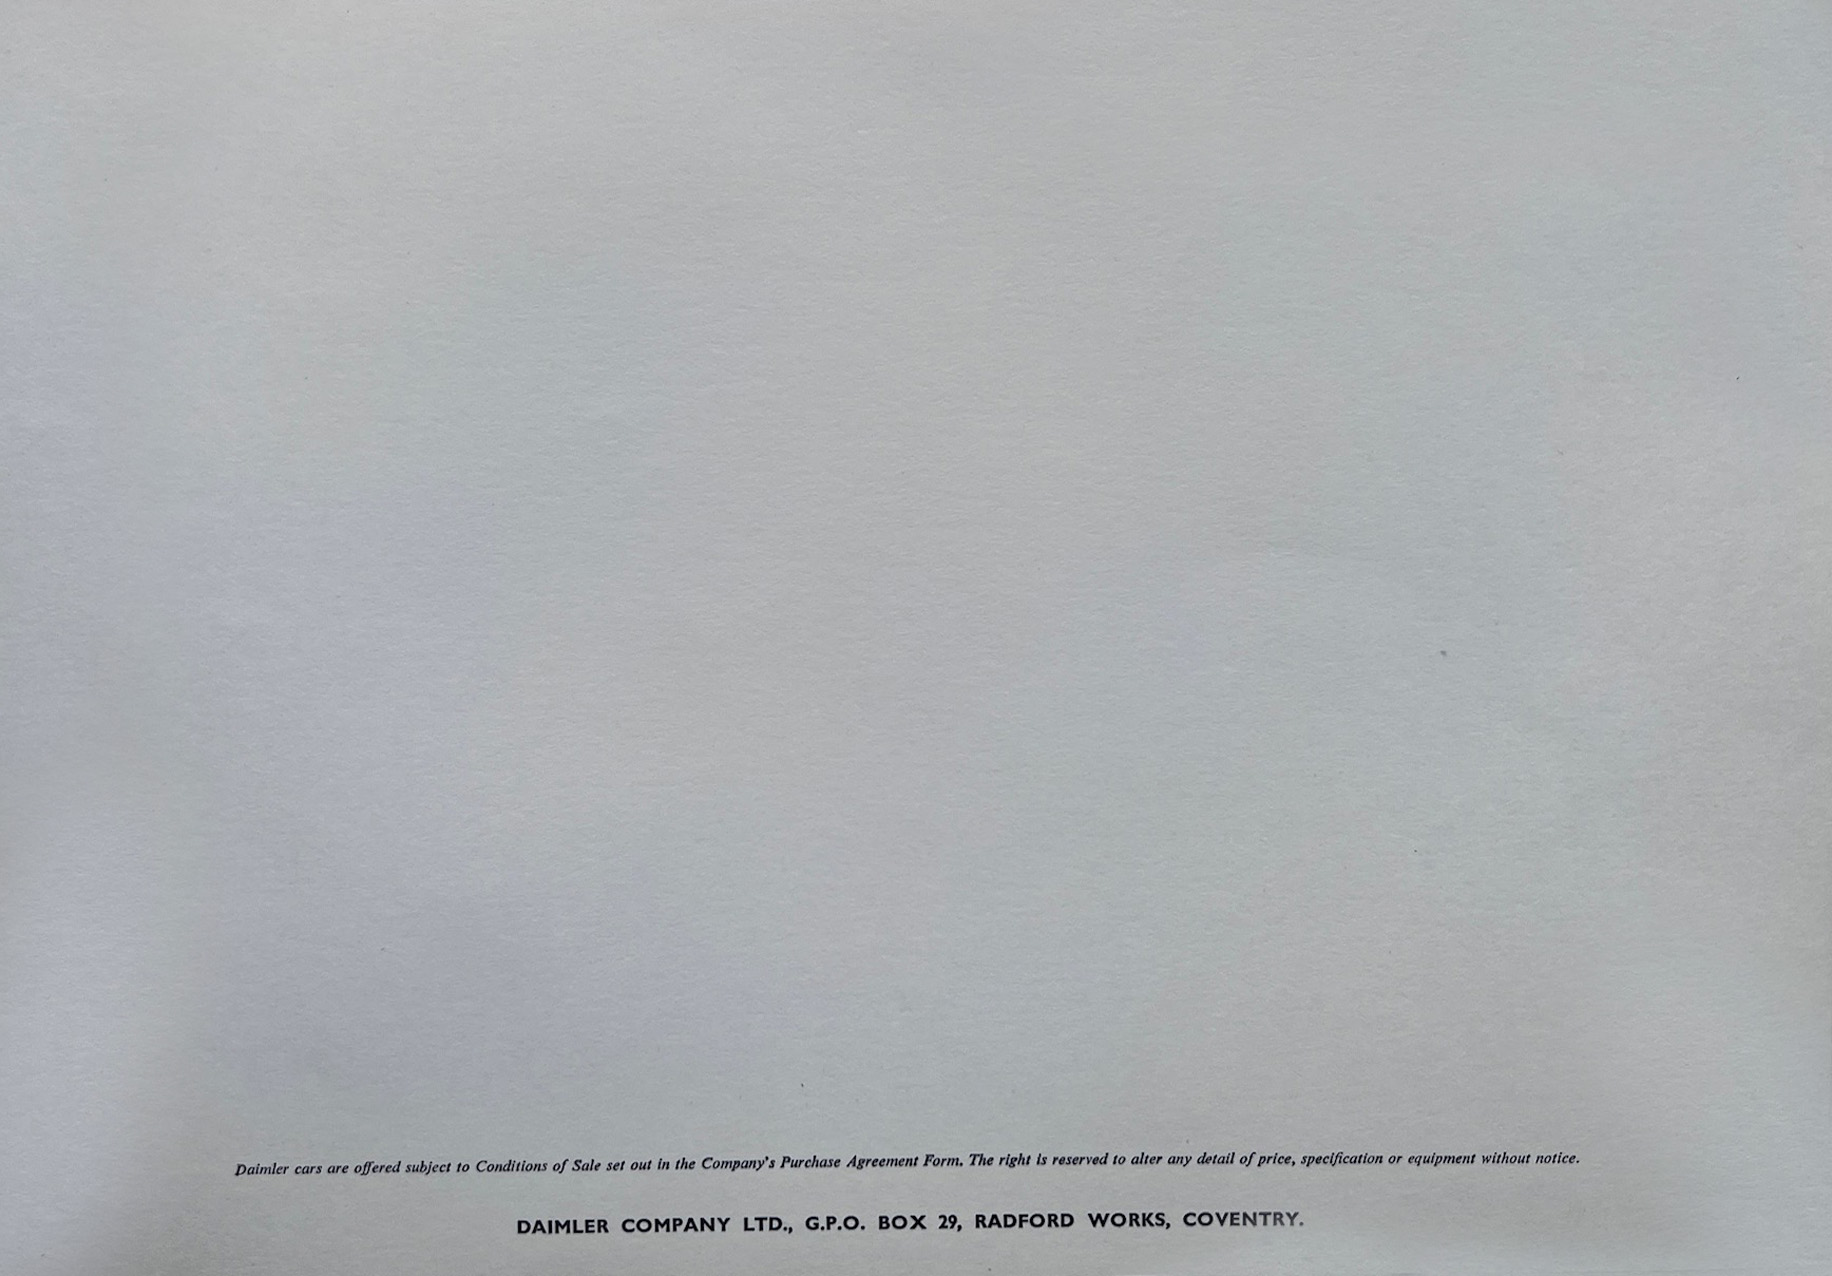 Daimler cars are offered subject to Conditions of Sale set out in the Company's Purchase Agreement Form. The right is reserved to alter any detail of price, specification or equipment without notice.
DAIMLER COMPANY LTD., G.P.O. BOX 29, RADFORD WORKS, COVENTRY.